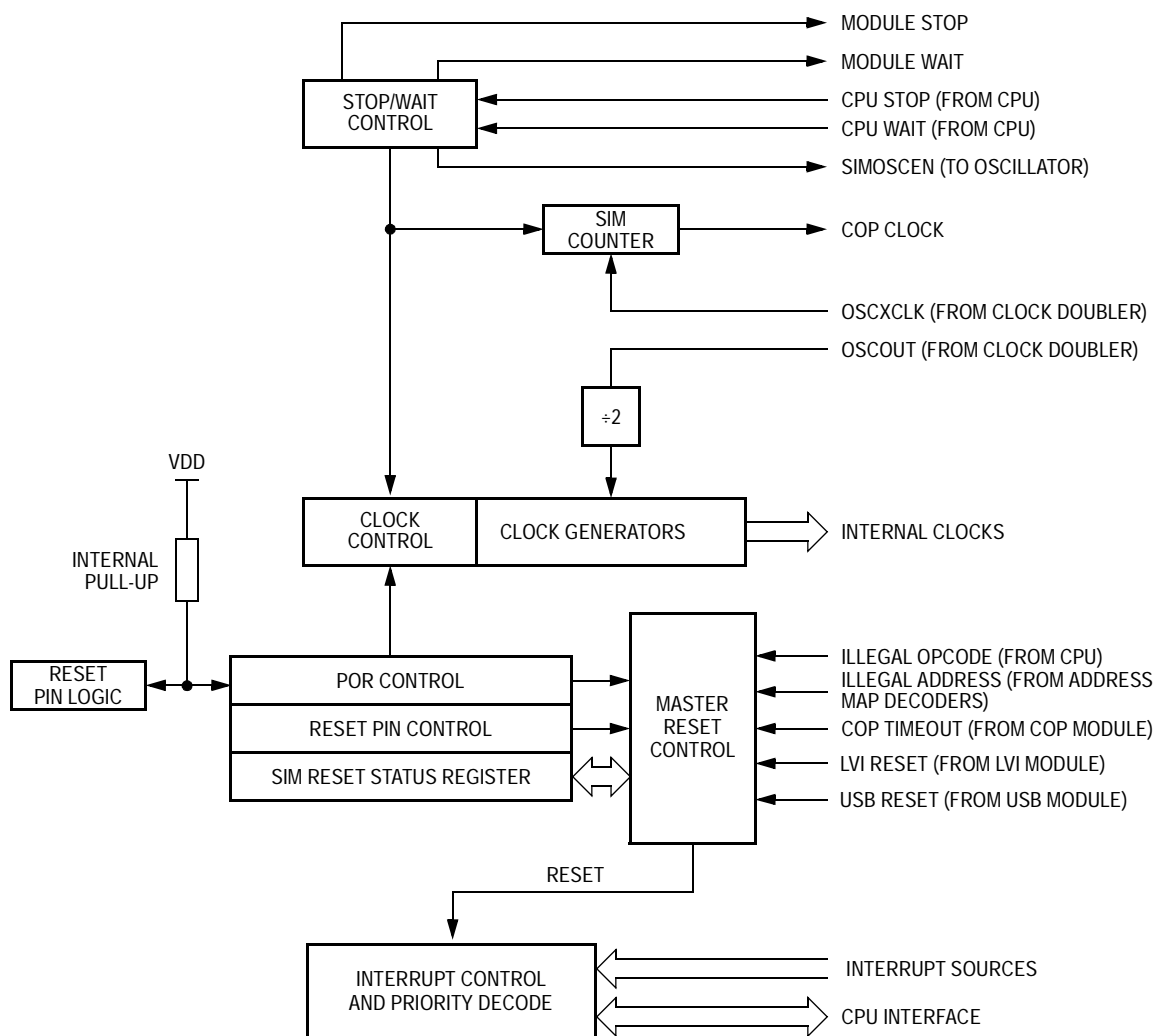 MODULE STOP
MODULE WAIT
STOP/WAIT
CONTROL
CPU STOP (FROM CPU)
CPU WAIT (FROM CPU)
SIMOSCEN (TO OSCILLATOR)
SIM
COUNTER
COP CLOCK
OSCXCLK (FROM CLOCK DOUBLER)
OSCOUT (FROM CLOCK DOUBLER)
÷2
VDD
CLOCK
CONTROL
CLOCK GENERATORS
INTERNAL CLOCKS
INTERNAL
PULL-UP
RESET
PIN LOGIC
POR CONTROL
RESET PIN CONTROL
SIM RESET STATUS REGISTER
MASTER
RESET
CONTROL
ILLEGAL OPCODE (FROM CPU)
ILLEGAL ADDRESS (FROM ADDRESS
MAP DECODERS)
COP TIMEOUT (FROM COP MODULE)
LVI RESET (FROM LVI MODULE)
USB RESET (FROM USB MODULE)
RESET
INTERRUPT CONTROL
AND PRIORITY DECODE
INTERRUPT SOURCES
CPU INTERFACE